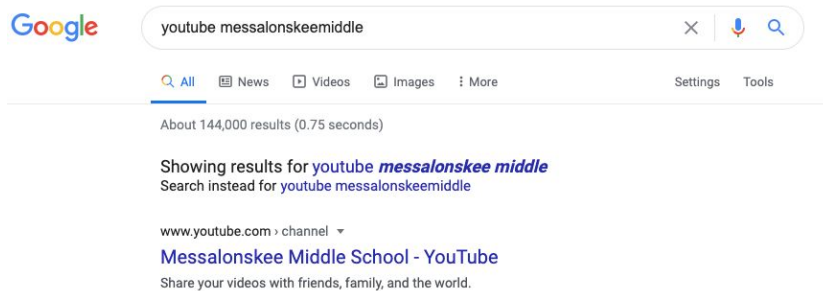 Google
youtube messalonskeemiddle
All News Videos Images More Settings Tools
About 144,000 results (0.75 seconds)
Showing results for youtube messalonskee middle
Search instead for youtube messalonskeemiddle
www.youtube.com › channel
Messalonskee Middle School - YouTube
Share your videos with friends, family, and the world.